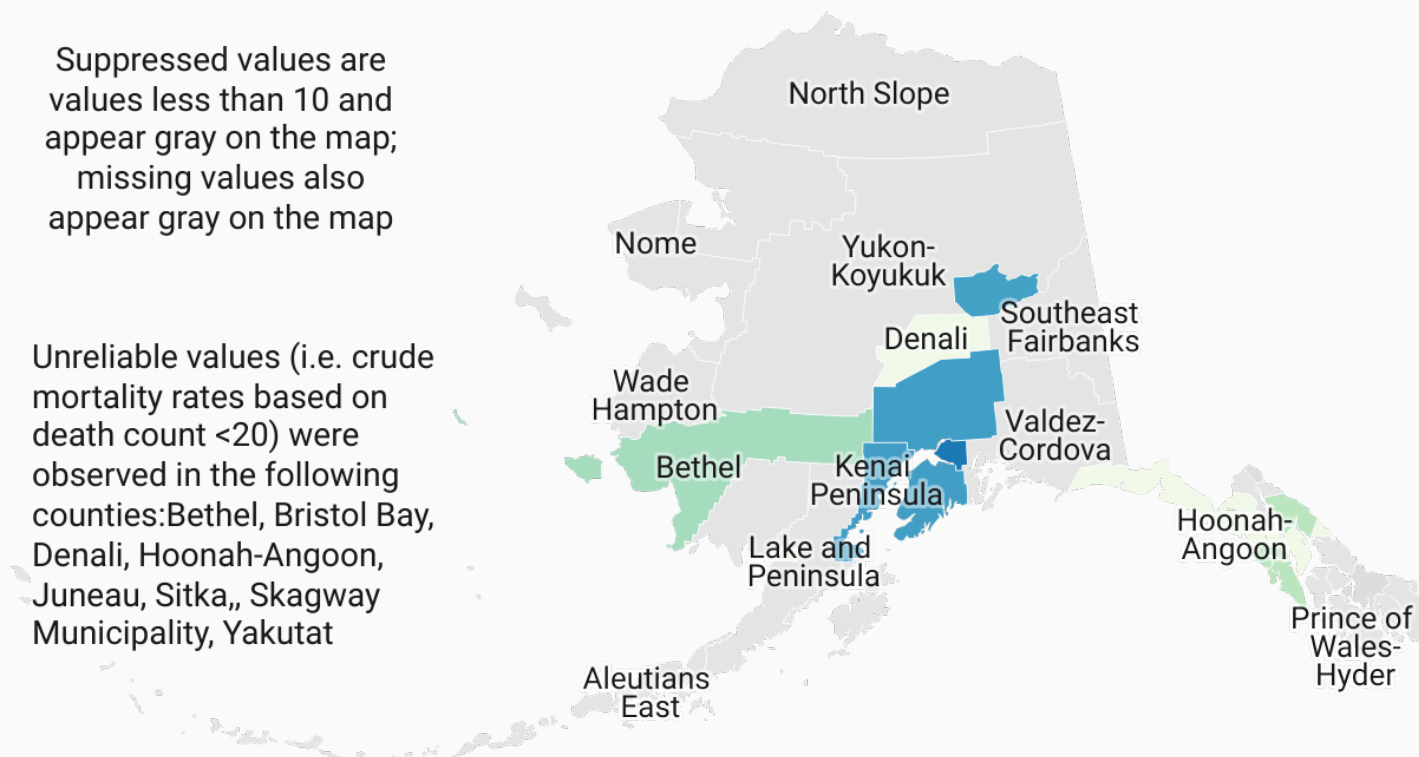 Suppressed values are
values less than 10 and
appear gray on the map;
missing values also
appear gray on the map
Unreliable values (i.e. crude
mortality rates based on
death count <20) were
observed in the following
counties:Bethel, Bristol Bay,
Denali, Hoonah-Angoon,
Juneau, Sitka,, Skagway
Municipality, Yakutat
North Slope
Nome
Yukon-
Koyukuk
Southeast
Fairbanks
Denali
Wade
Hampton
Valdez-
Cordova
Bethel
Kenai
Peninsula
Hoonah-
Angoon
Lake and
Peninsula
Prince of
Wales-
Hyder
Aleutians
East